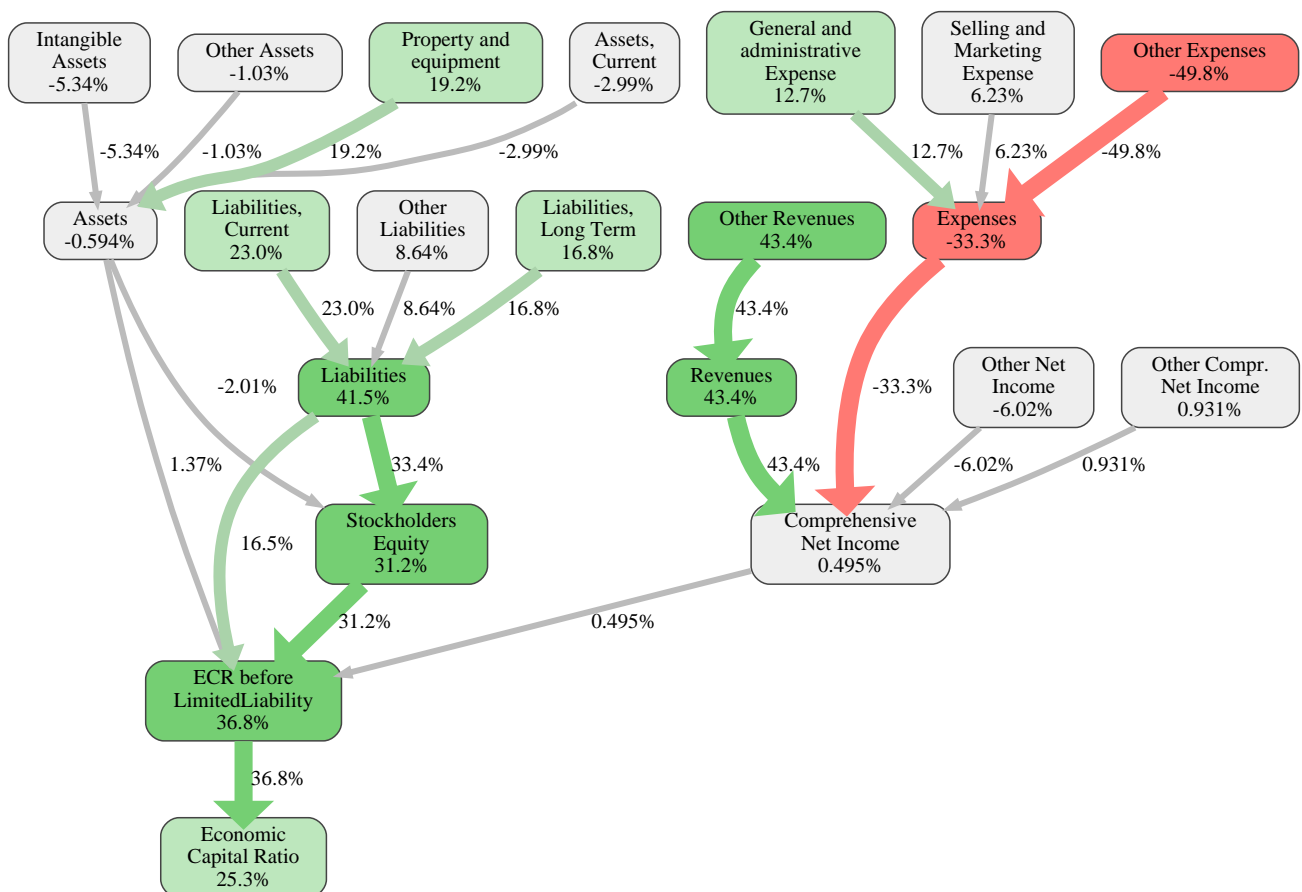 Intangible
Assets
-5.34%
Other Assets
-1.03%
Property and
equipment
19.2%
Assets,
Current
-2.99%
General and
administrative
Expense
12.7%
Selling and
Marketing
Expense
6.23%
Other Expenses
-49.8%
-5.34%
-1.03%
19.2%
-2.99%
12.7%
6.23%
-49.8%
Assets
-0.594%
Liabilities,
Current
23.0%
Other
Liabilities
8.64%
Liabilities,
Long Term
16.8%
Other Revenues
43.4%
Expenses
-33.3%
23.0%
8.64%
16.8%
43.4%
-2.01%
Liabilities
41.5%
Revenues
43.4%
-33.3%
Other Net
Income
-6.02%
Other Compr.
Net Income
0.931%
1.37%
33.4%
43.4%
-6.02%
0.931%
16.5%
Stockholders
Equity
31.2%
Comprehensive
Net Income
0.495%
31.2%
0.495%
ECR before
LimitedLiability
36.8%
36.8%
Economic
Capital Ratio
25.3%